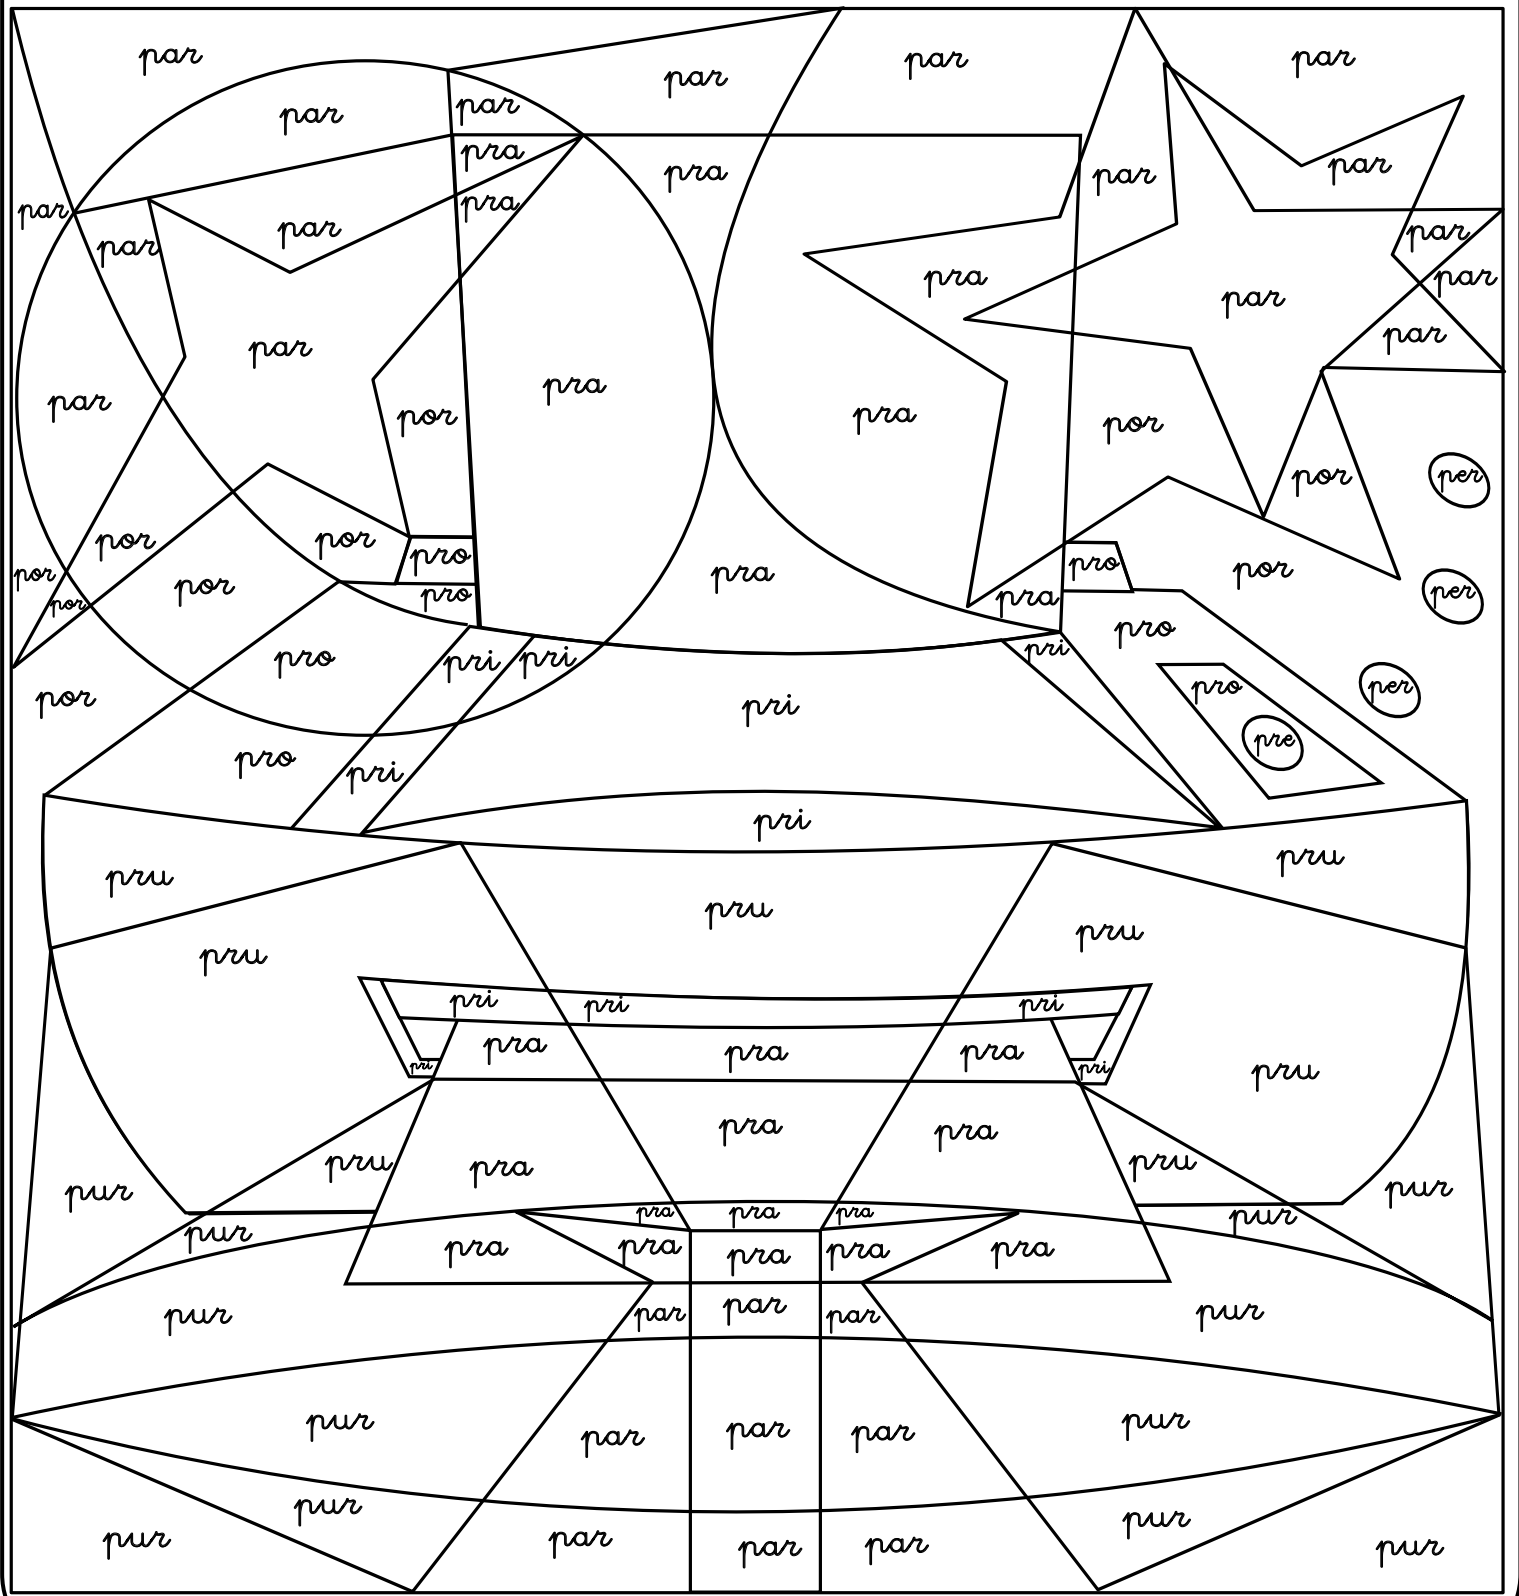 par par par
par par par
pra pra par par
par pra par
par par par
pra par par
par par
par pra pra
par por por
por per
por por pro
por pra pro por
por por pro pra per
pro
pro pri pri pri
por pri pro per
pro pri pre
pri
pru pru
pru pru
pru
pri pri pri
pra pra pra
pri pri
pru
pra pra
pru pra pru
pur pur
pur pra pra pra pur
pra pra pra pra pra
pur par par par pur
pur par par par pur
pur pur
pur par par par pur